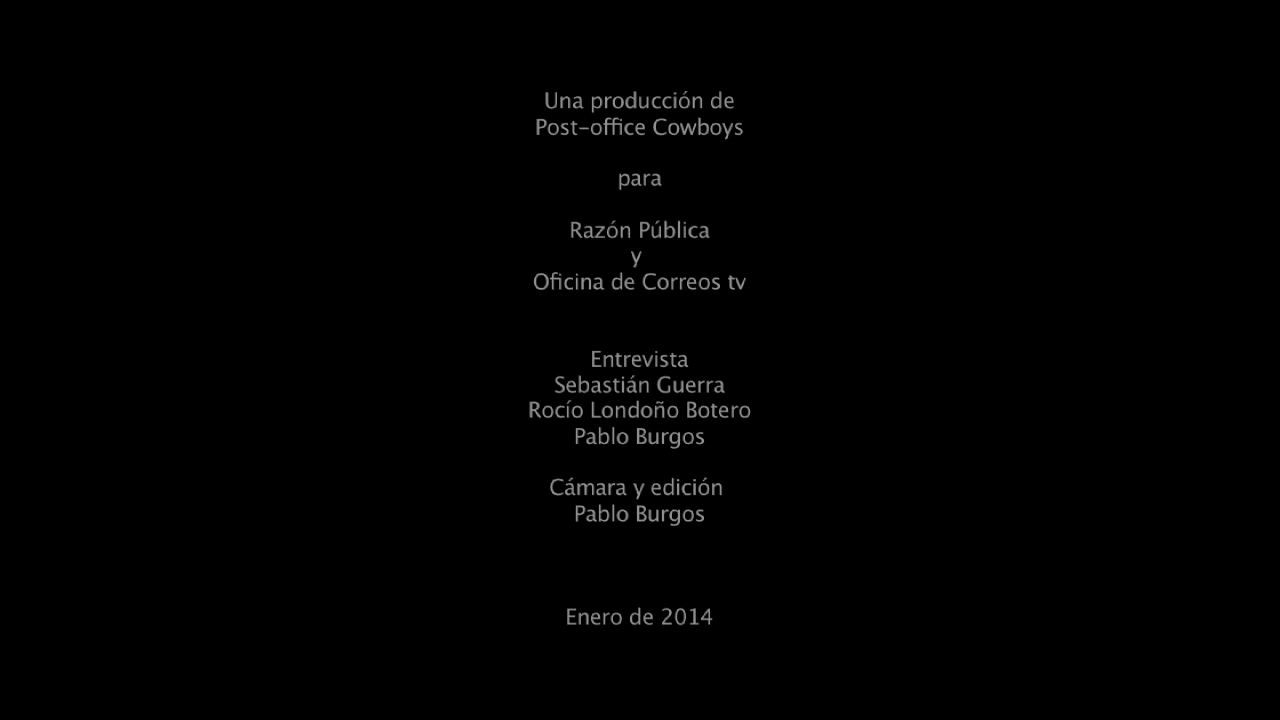 Una producción de
Post-office Cowboys
para
Razón Pública
y
Oficina de Correos tv
Entrevista
Sebastián Guerra
Rocío Londoño Botero
Pablo Burgos
Cámara y edición
Pablo Burgos
Enero de 2014